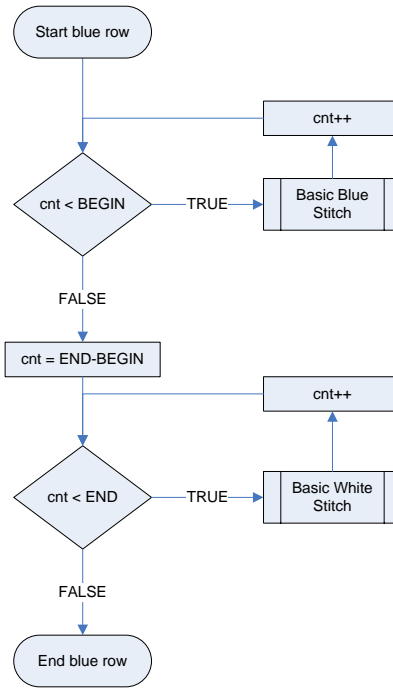 Start blue row
cnt++
cnt < BEGIN
TRUE
Basic Blue
Stitch
FALSE
cnt = END-BEGIN
cnt++
cnt < END
TRUE
Basic White
Stitch
FALSE
End blue row